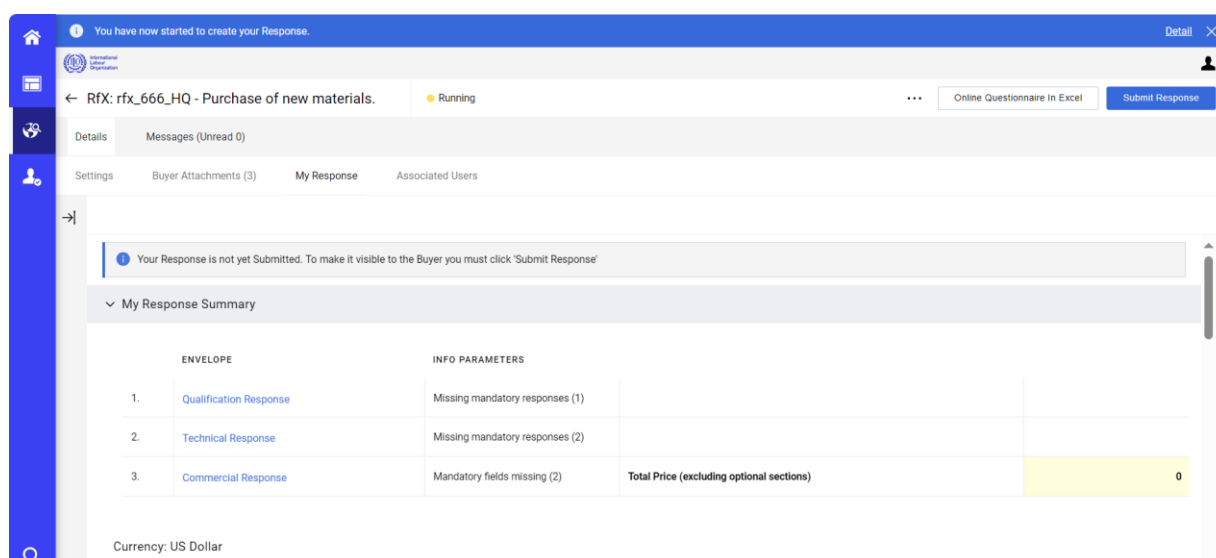 You have now started to create your Response. Detail
International Labour Organization
RfX: rfx_666_HQ - Purchase of new materials. Running ... Online Questionnaire In Excel Submit Response
Details Messages (Unread 0)
Settings Buyer Attachments (3) My Response Associated Users
Your Response is not yet Submitted. To make it visible to the Buyer you must click 'Submit Response'
My Response Summary
ENVELOPE INFO PARAMETERS
1. Qualification Response Missing mandatory responses (1)
2. Technical Response Missing mandatory responses (2)
3. Commercial Response Mandatory fields missing (2) Total Price (excluding optional sections) 0
Currency: US Dollar